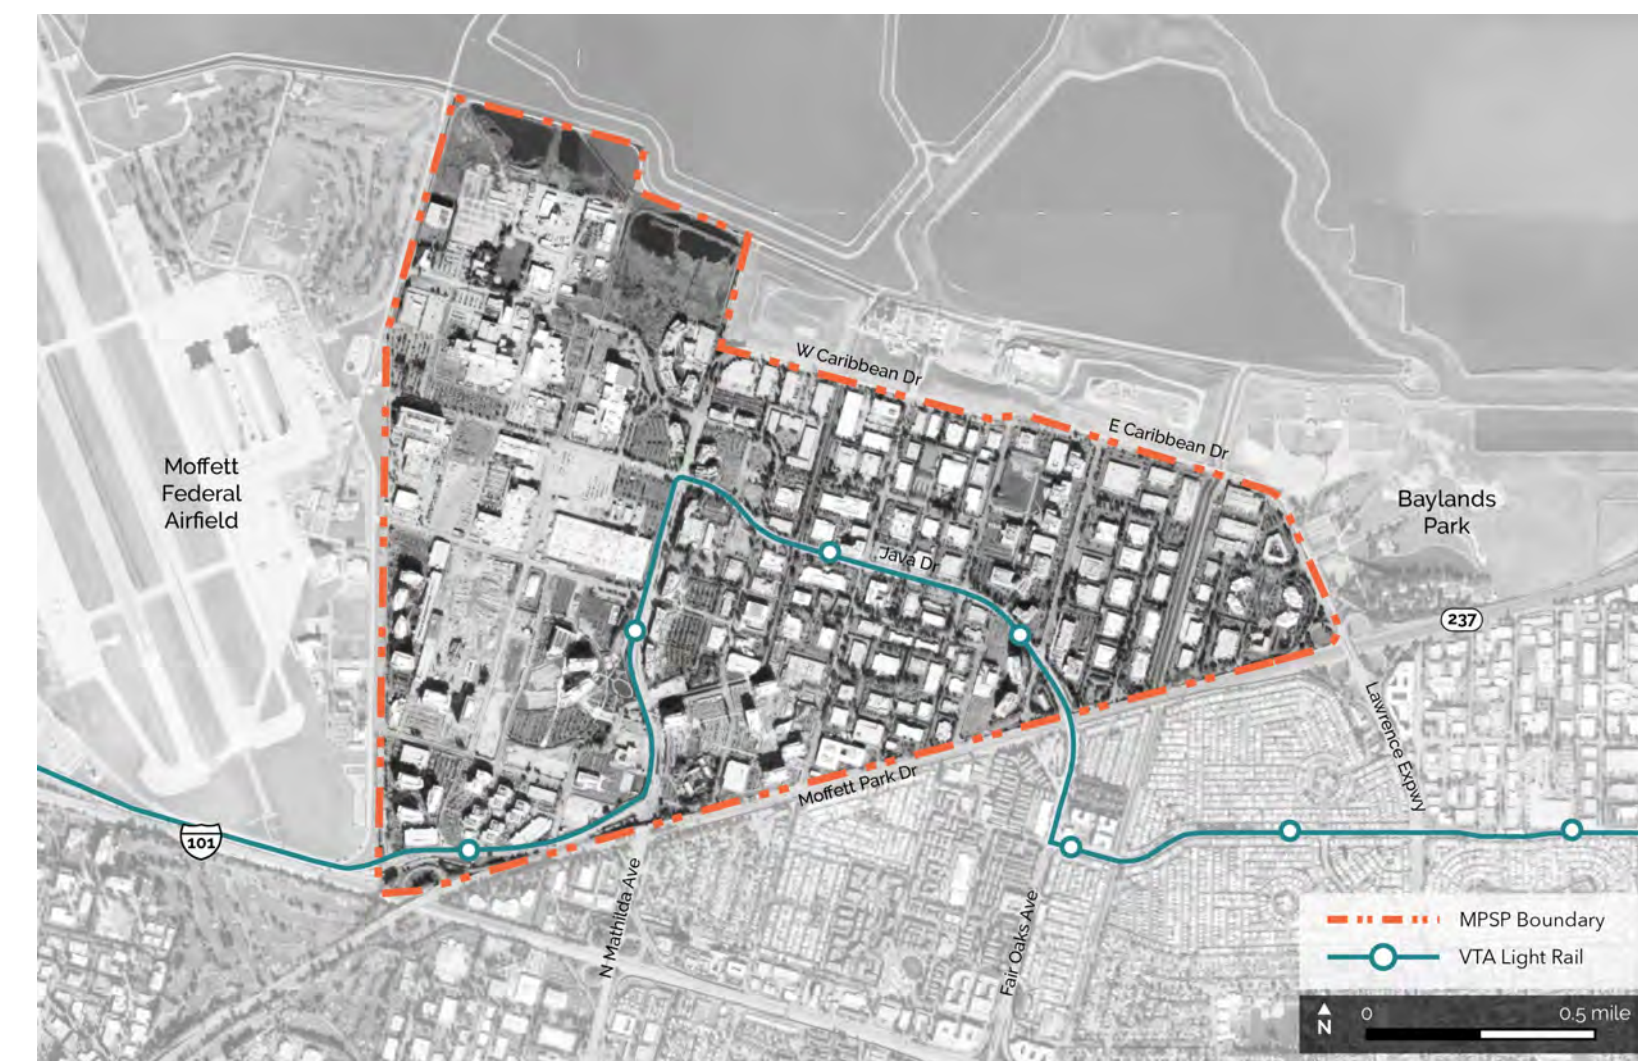 W Caribbean Dr
E Caribbean Dr
Moffett
Federal
Airfield
Baylands
Park
Java Dr
237
Lawrence Expwy
Moffett Park Dr
101
N Mathilda Ave
Fair Oaks Ave
MPSP Boundary
VTA Light Rail
N
0
0.5 mile